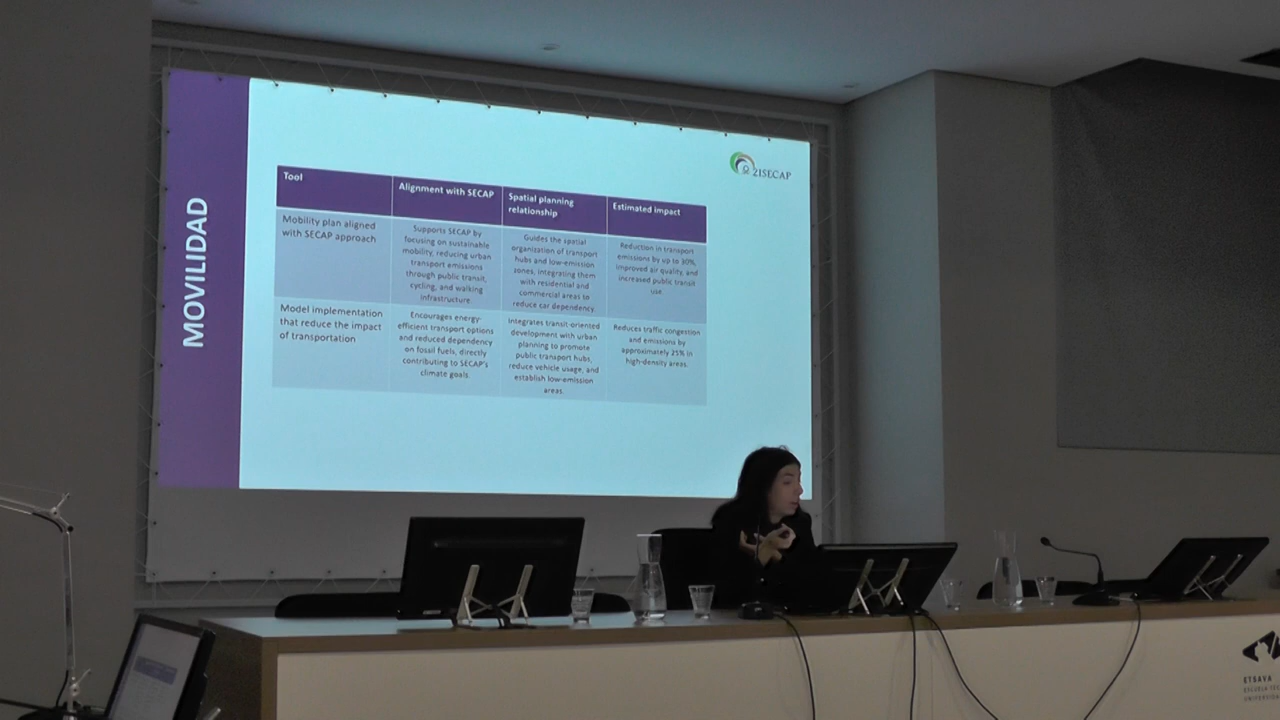 MOVILIDAD
2ISECAP
Tool
Alignment with SECAP
Spatial planning
relationship
Estimated impact
Mobility plan aligned
with SECAP approach
Supports SECAP by
focusing on sustainable
mobility, reducing urban
transport emissions
through public transit,
cycling, and walking
infrastructure.
Guides the spatial
organization of transport
hubs and low-emission
zones, integrating them
with residential and
commercial areas to
reduce car dependency.
Reduction in transport
emissions by up to 30%,
improved air quality, and
increased public transit
use.
Model implementation
that reduce the impact
of transportation
Encourages energy-
efficient transport options
and reduced dependency
on fossil fuels, directly
contributing to SECAP's
climate goals.
Integrates transit-oriented
development with urban
planning to promote
public transport hubs,
reduce vehicle usage, and
establish low-emission
areas.
Reduces traffic congestion
and emissions by
approximately 25% in
high-density areas.
ETSAVA